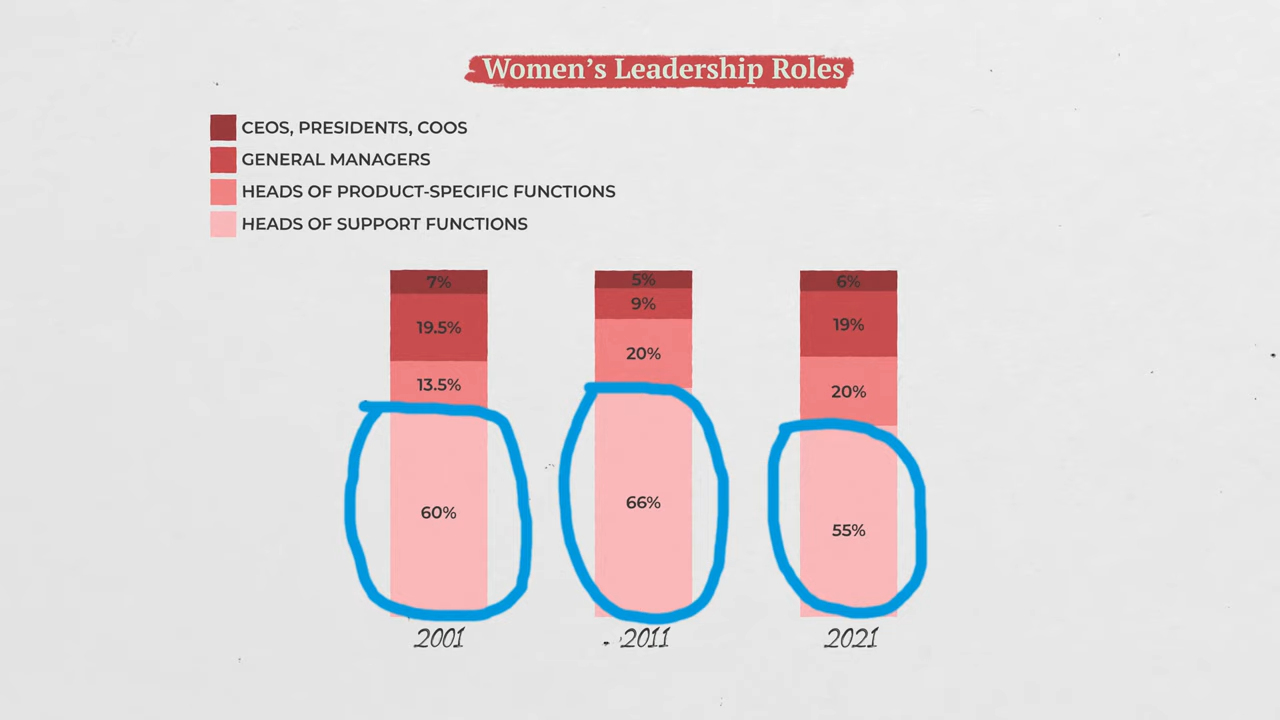 Women's Leadership Roles
CEOS, PRESIDENTS, COOS
GENERAL MANAGERS
HEADS OF PRODUCT-SPECIFIC FUNCTIONS
HEADS OF SUPPORT FUNCTIONS
7% 5% 6%
19.5% 9% 19%
13.5% 20% 20%
60% 66% 55%
2001 2011 2021